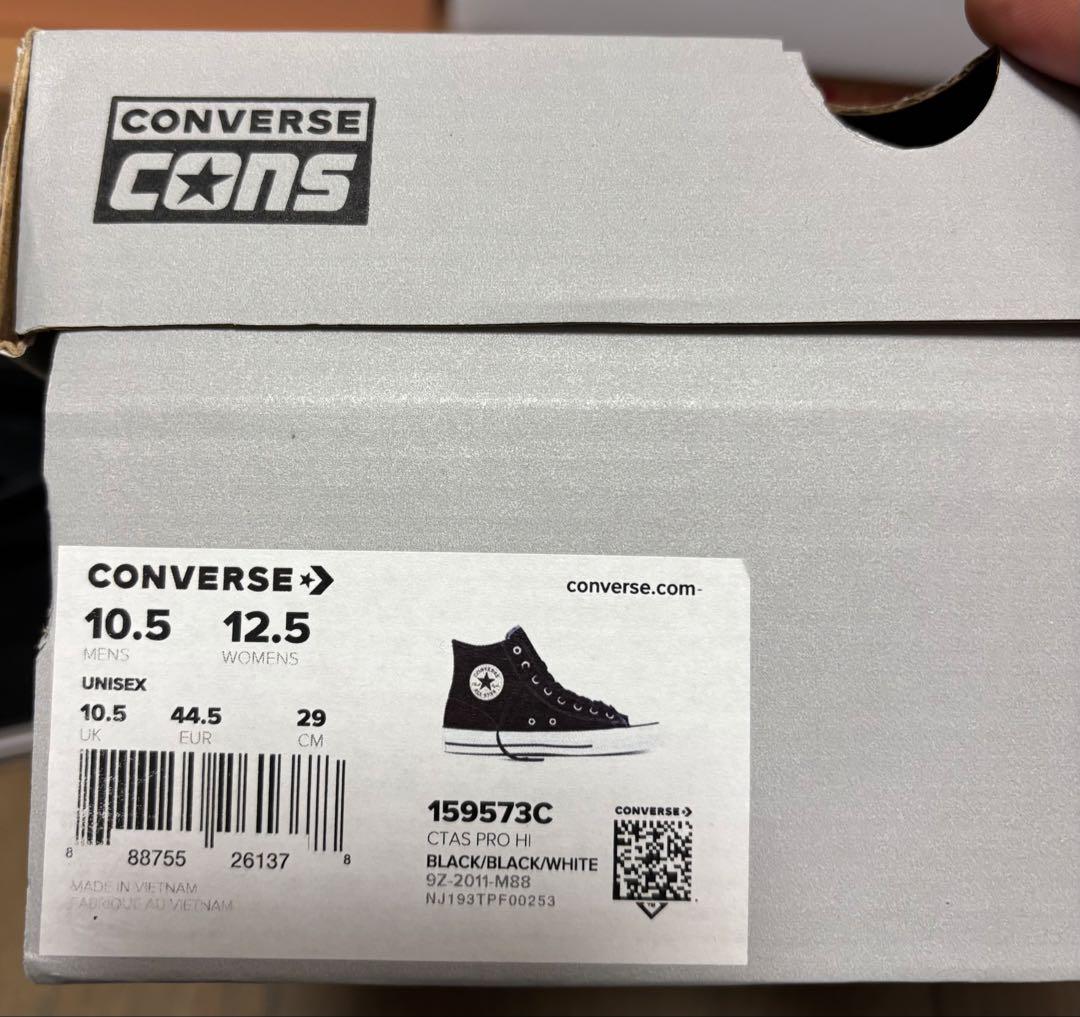 CONVERSE
CONS
CONVERSE
converse.com
10.5 12.5
MENS WOMENS
UNISEX
10.5 44.5 29
UK EUR CM
8 88755 26137 8
MADE IN VIETNAM
FABRIQUE AU VIETNAM
CONVERSE
159573C
CTAS PRO HI
BLACK/BLACK/WHITE
9Z-2011-M88
NJ193TPF00253
CONVERSE
TM